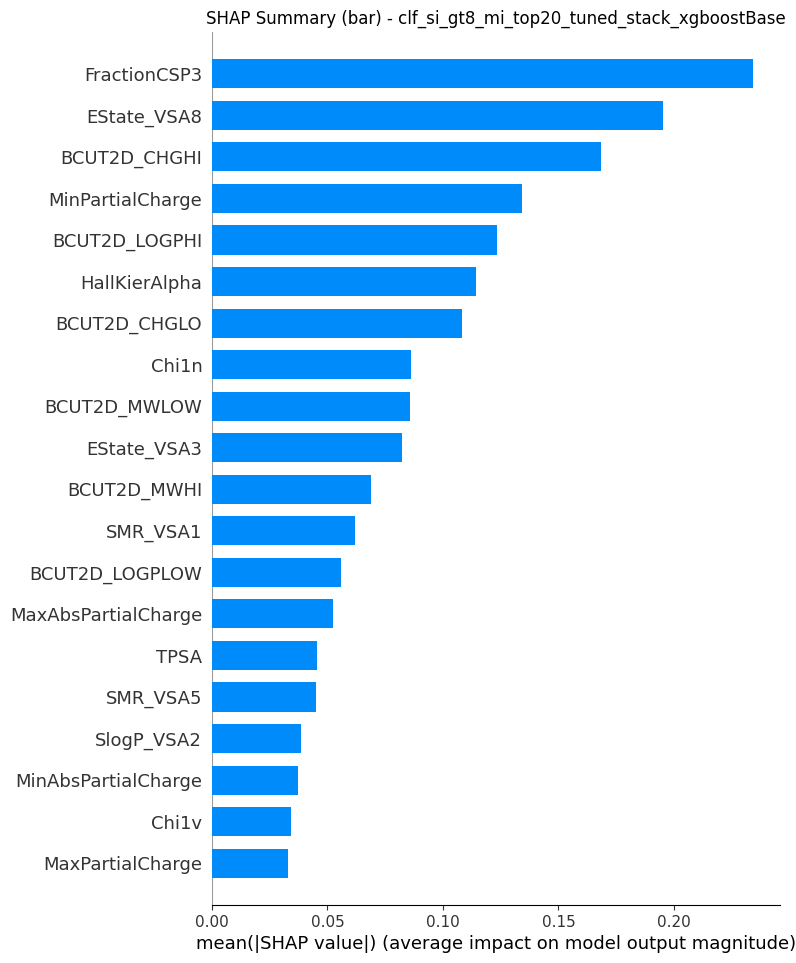 SHAP Summary (bar) - clf_si_gt8_mi_top20_tuned_stack_xgboostBase
FractionCSP3
EState_VSA8
BCUT2D_CHGHI
MinPartialCharge
BCUT2D_LOGPHI
HallKierAlpha
BCUT2D_CHGLO
Chi1n
BCUT2D_MWLOW
EState_VSA3
BCUT2D_MWHI
SMR_VSA1
BCUT2D_LOGPLOW
MaxAbsPartialCharge
TPSA
SMR_VSA5
SlogP_VSA2
MinAbsPartialCharge
Chi1v
MaxPartialCharge
0.00 0.05 0.10 0.15 0.20
mean(|SHAP value|) (average impact on model output magnitude)